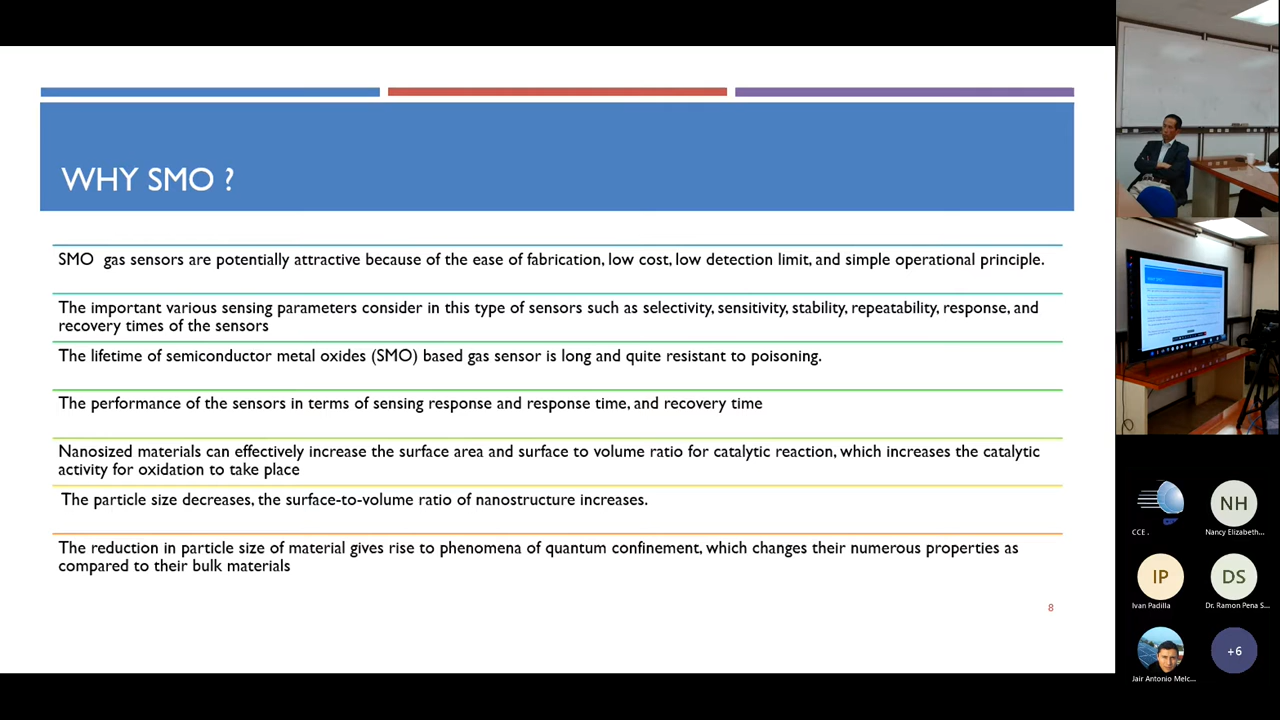 WHY SMO ?
SMO gas sensors are potentially attractive because of the ease of fabrication, low cost, low detection limit, and simple operational principle.
The important various sensing parameters consider in this type of sensors such as selectivity, sensitivity, stability, repeatability, response, and
recovery times of the sensors
The lifetime of semiconductor metal oxides (SMO) based gas sensor is long and quite resistant to poisoning.
The performance of the sensors in terms of sensing response and response time, and recovery time
Nanosized materials can effectively increase the surface area and surface to volume ratio for catalytic reaction, which increases the catalytic
activity for oxidation to take place
The particle size decreases, the surface-to-volume ratio of nanostructure increases.
The reduction in particle size of material gives rise to phenomena of quantum confinement, which changes their numerous properties as
compared to their bulk materials
8
NH
CCE .
Nancy Elizabeth...
IP
DS
Ivan Padilla
Dr. Ramon Pena S...
+6
Jair Antonio Melc...